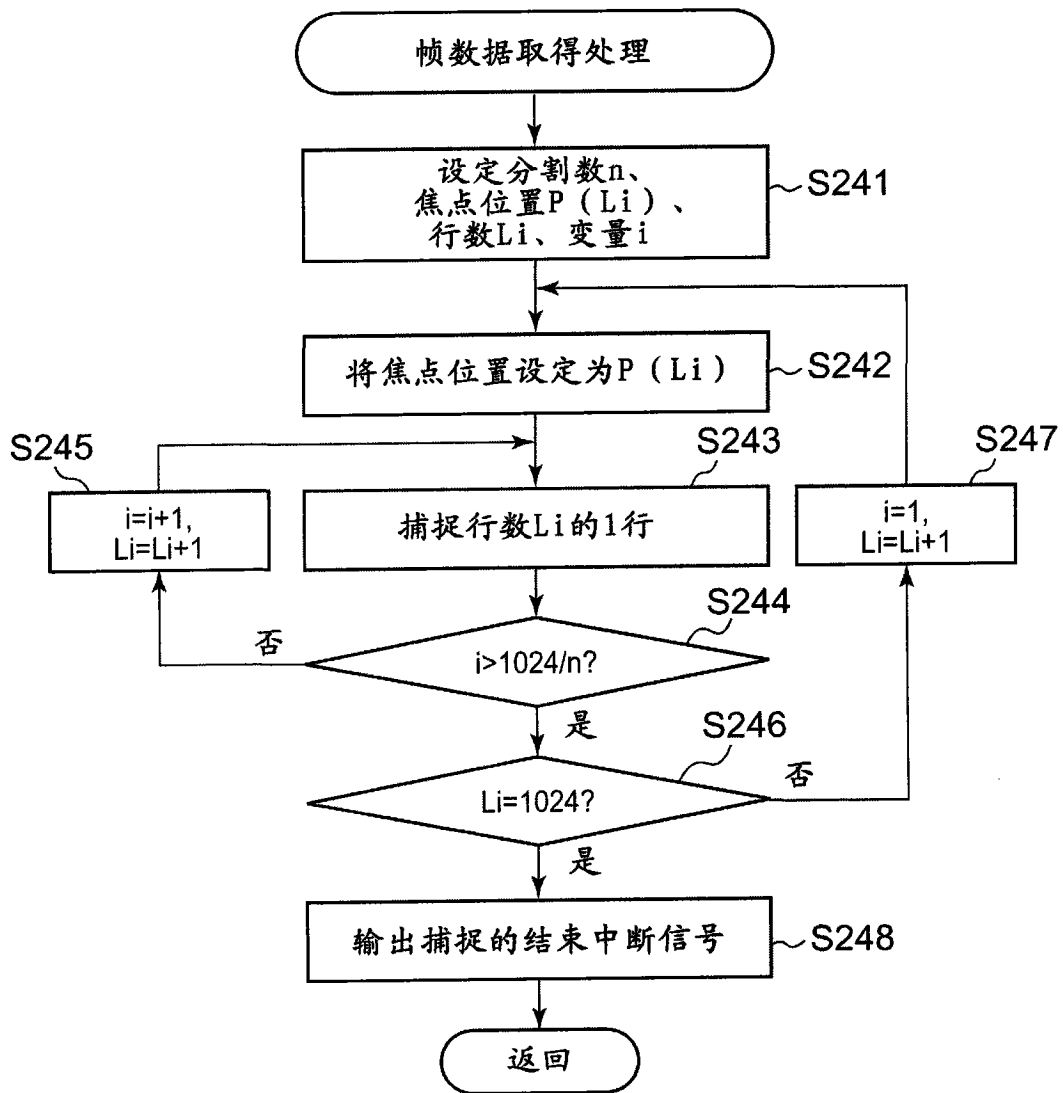 帧数据取得处理
设定分割数n、
焦点位置P（Li）、
行数Li、变量i
S241
将焦点位置设定为P（Li）
S242
S245
S243
S247
i=i+1,
Li=Li+1
捕捉行数Li的1行
i=1,
Li=Li+1
S244
否
i>1024/n?
是
S246
Li=1024?
否
是
输出捕捉的结束中断信号
S248
返回